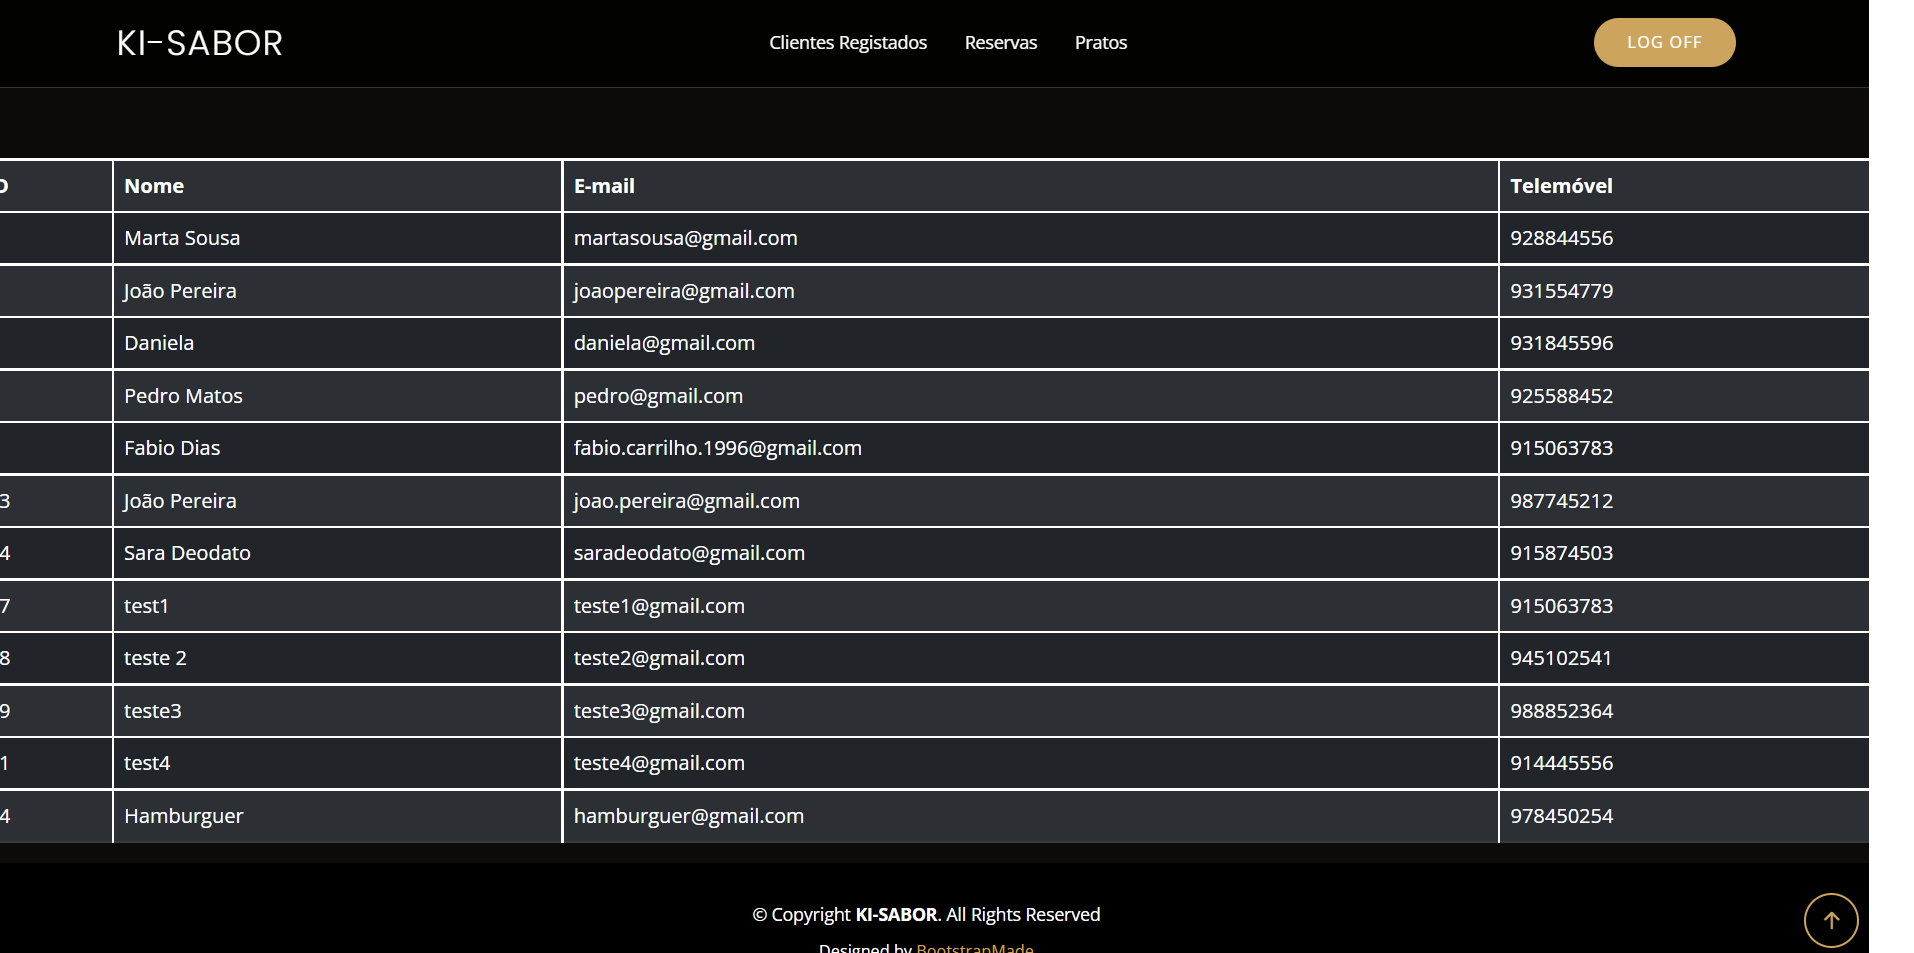 KI-SABOR Clientes Registados Reservas Pratos LOG OFF
Nome E-mail Telemóvel
Marta Sousa martasousa@gmail.com 928844556
João Pereira joaopereira@gmail.com 931554779
Daniela daniela@gmail.com 931845596
Pedro Matos pedro@gmail.com 925588452
Fabio Dias fabio.carrilho.1996@gmail.com 915063783
3 João Pereira joao.pereira@gmail.com 987745212
4 Sara Deodato saradeodato@gmail.com 915874503
7 test1 teste1@gmail.com 915063783
8 teste 2 teste2@gmail.com 945102541
9 teste3 teste3@gmail.com 988852364
1 test4 teste4@gmail.com 914445556
4 Hamburguer hamburguer@gmail.com 978450254
© Copyright KI-SABOR. All Rights Reserved
Designed by BootstrapMade